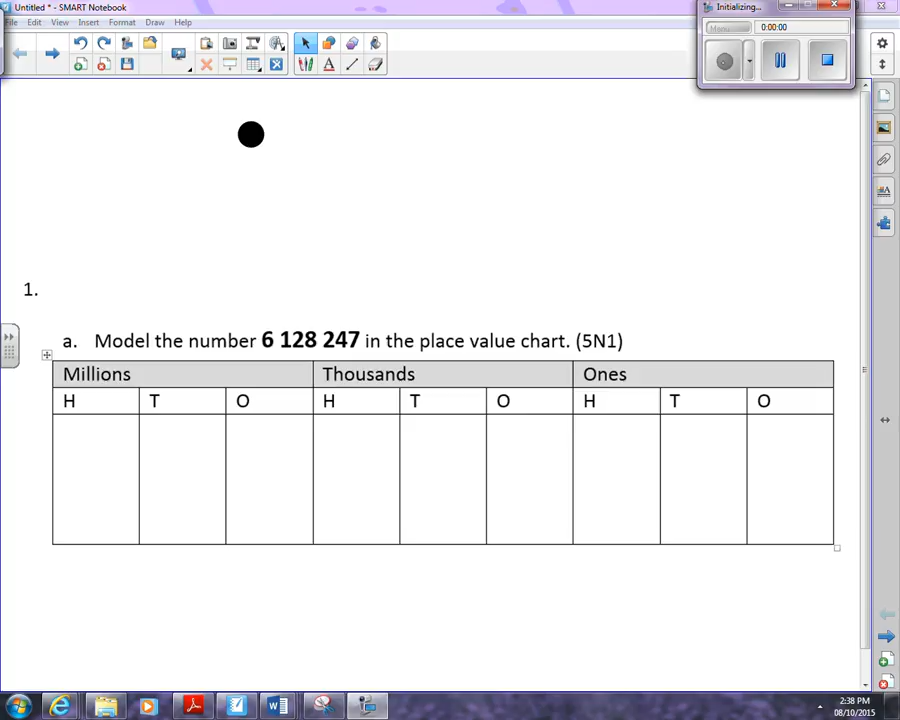 Untitled * - SMART Notebook
Initializing...
File Edit View Insert Format Draw Help
Menu 0:00:00
1.
a. Model the number 6 128 247 in the place value chart. (5N1)
Millions Thousands Ones
H T O H T O H T O
2:38 PM
08/10/2015